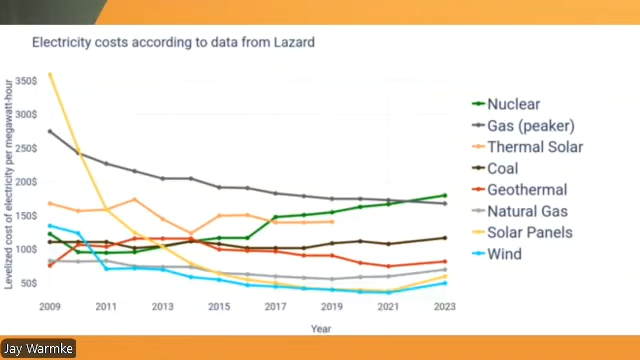 Electricity costs according to data from Lazard
Levelized cost of electricity per megawatt-hour
350$
300$
250$
200$
150$
100$
50$
2009
2011
2013
2015
2017
2019
2021
2023
Year
Nuclear
Gas (peaker)
Thermal Solar
Coal
Geothermal
Natural Gas
Solar Panels
Wind
Jay Warmke